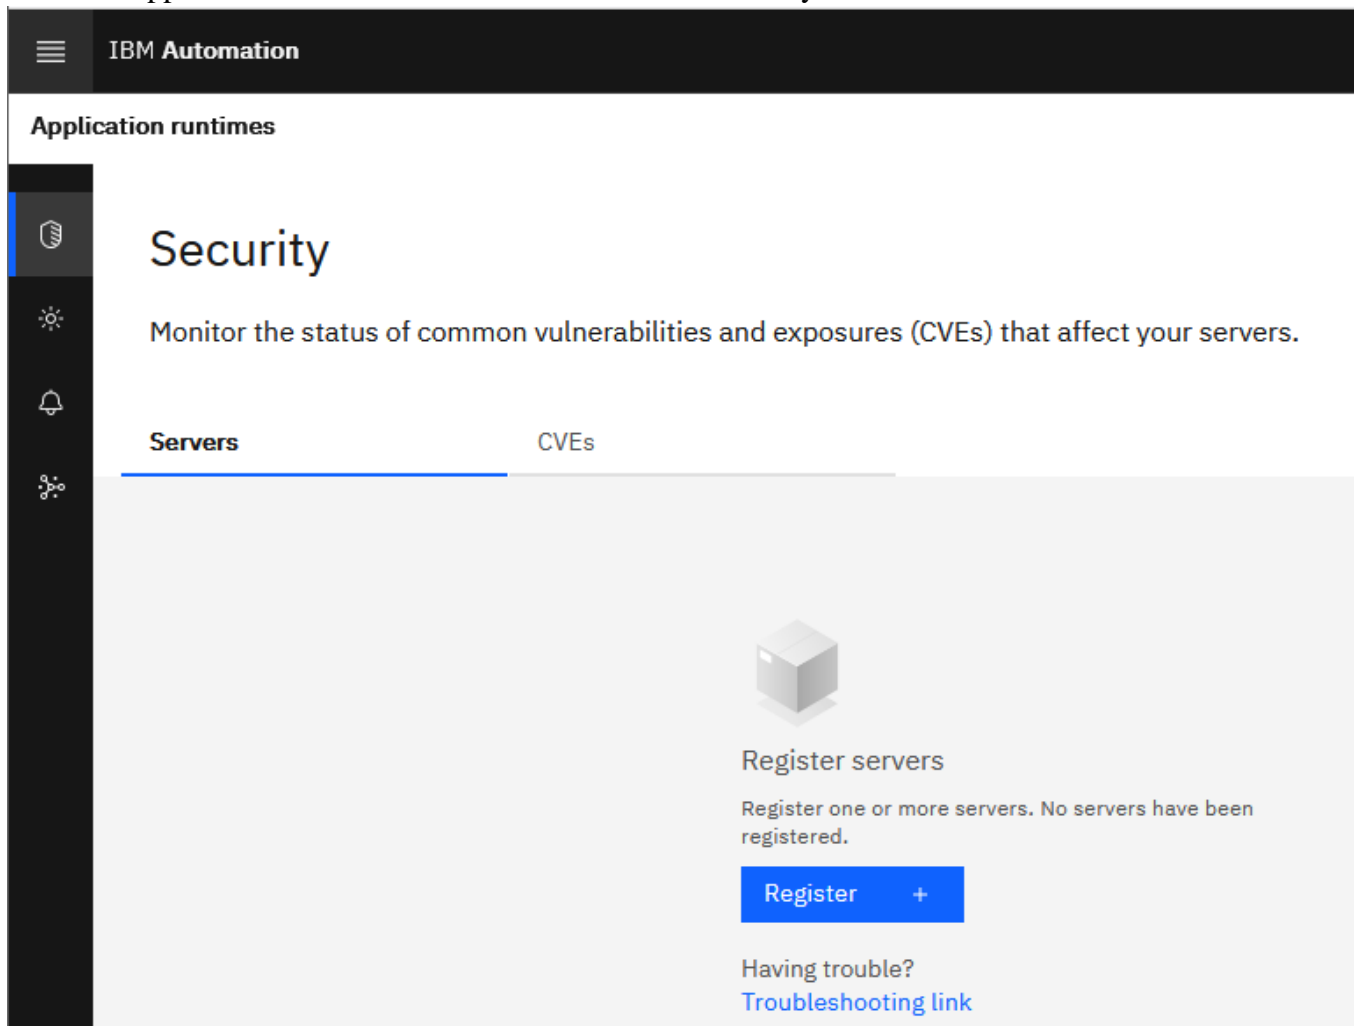 IBM Automation
Application runtimes
Security
Monitor the status of common vulnerabilities and exposures (CVEs) that affect your servers.
Servers
CVEs
Register servers
Register one or more servers. No servers have been
registered.
Register +
Having trouble?
Troubleshooting link